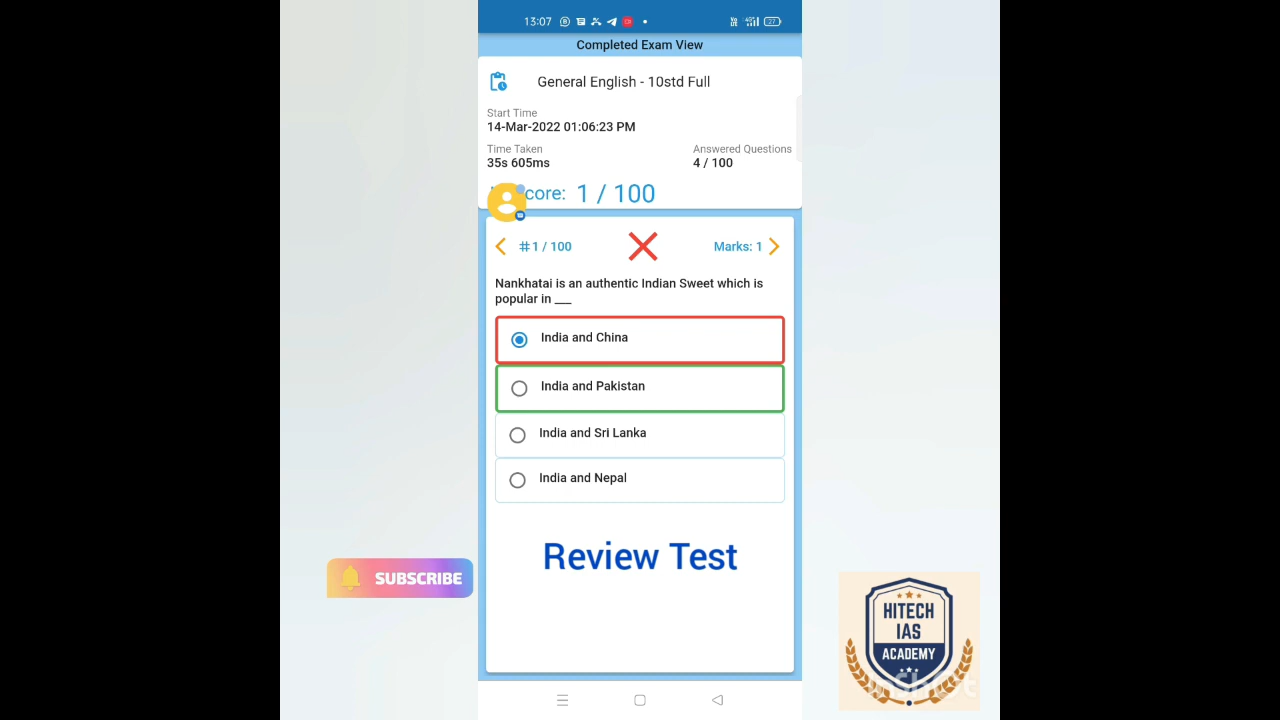 13:07
27
Completed Exam View
General English - 10std Full
Start Time
14-Mar-2022 01:06:23 PM
Time Taken
Answered Questions
35s 605ms
4 / 100
core: 1 / 100
#1 / 100
Marks: 1
Nankhatai is an authentic Indian Sweet which is
popular in ___
India and China
India and Pakistan
India and Sri Lanka
India and Nepal
Review Test
SUBSCRIBE
HITECH
IAS
ACADEMY